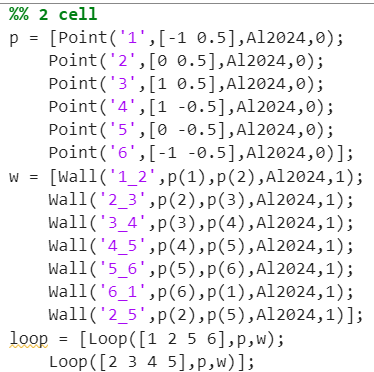 %% 2 cell
p = [Point('1',[-1 0.5],Al2024,0);
Point('2',[0 0.5],Al2024,0);
Point('3',[1 0.5],Al2024,0);
Point('4',[1 -0.5],Al2024,0);
Point('5',[0 -0.5],Al2024,0);
Point('6',[-1 -0.5],Al2024,0)];
w = [Wall('1_2',p(1),p(2),Al2024,1);
Wall('2_3',p(2),p(3),Al2024,1);
Wall('3_4',p(3),p(4),Al2024,1);
Wall('4_5',p(4),p(5),Al2024,1);
Wall('5_6',p(5),p(6),Al2024,1);
Wall('6_1',p(6),p(1),Al2024,1);
Wall('2_5',p(2),p(5),Al2024,1)];
loop = [Loop([1 2 5 6],p,w);
Loop([2 3 4 5],p,w)];